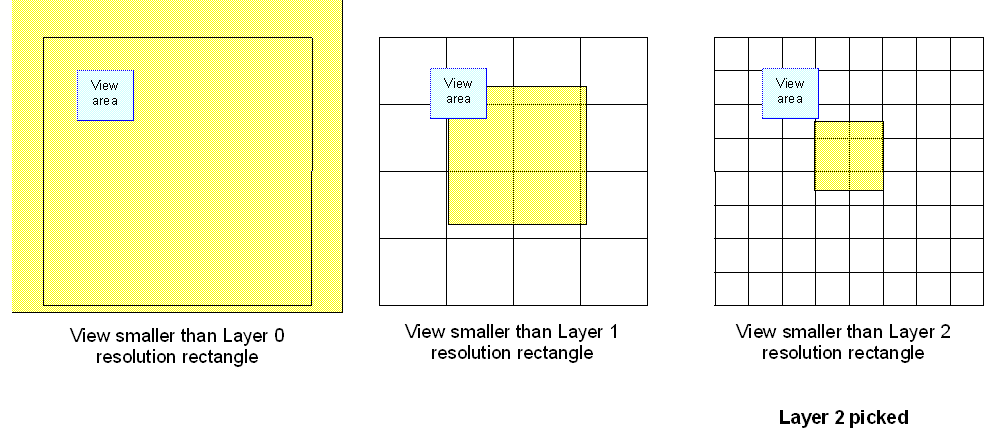 View
area
View
area
View
area
View smaller than Layer 0
resolution rectangle
View smaller than Layer 1
resolution rectangle
View smaller than Layer 2
resolution rectangle
Layer 2 picked